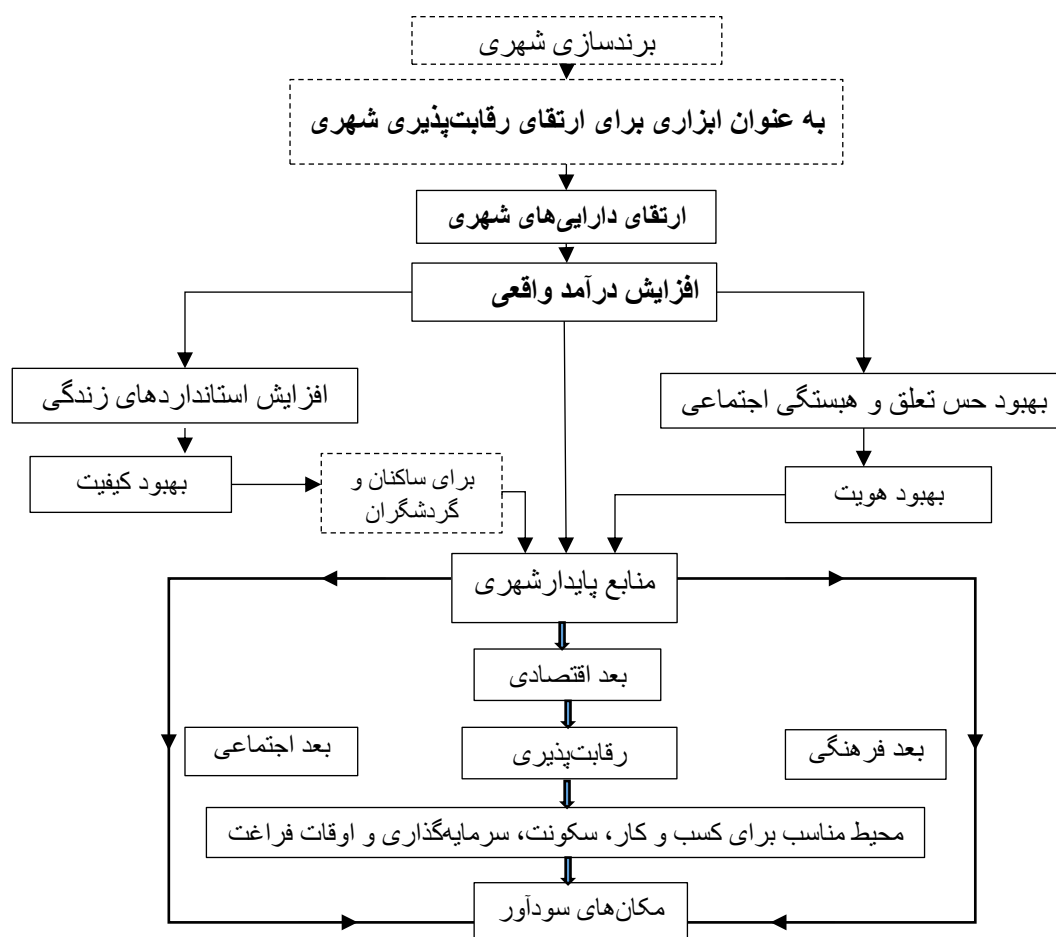 برندسازی شهری
به عنوان ابزاری برای ارتقای رقابت‌پذیری شهری
ارتقای دارایی‌های شهری
افزایش درآمد واقعی
بهبود حس تعلق و هبستگی اجتماعی
افزایش استانداردهای زندگی
بهبود هویت
برای ساکنان و
گردشگران
بهبود کیفیت
منابع پایدارشهری
بعد اقتصادی
بعد فرهنگی
رقابت‌پذیری
بعد اجتماعی
محیط مناسب برای کسب و کار، سکونت، سرمایه‌گذاری و اوقات فراغت
مکان‌های سودآور